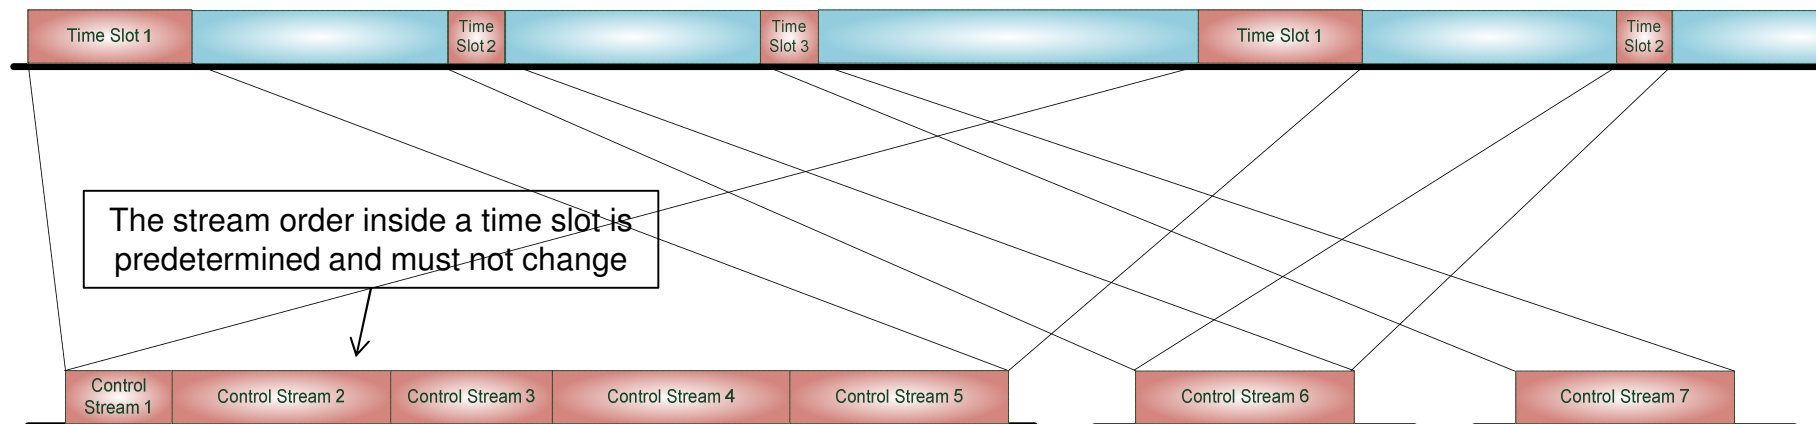 Time Slot 1
Time
Slot 2
Time
Slot 3
Time Slot 1
Time
Slot 2
The stream order inside a time slot is
predetermined and must not change
Control
Stream 1
Control Stream 2
Control Stream 3
Control Stream 4
Control Stream 5
Control Stream 6
Control Stream 7